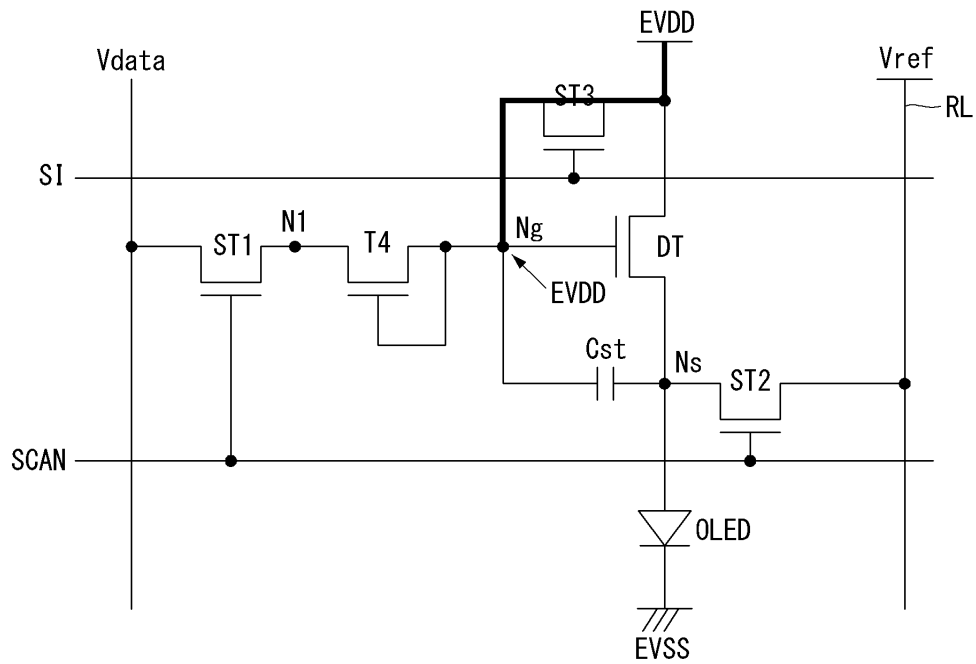 EVDD
Vdata
Vref
ST3
RL
SI
N1
Ng
ST1
T4
DT
EVDD
Cst
Ns
ST2
SCAN
OLED
EVSS